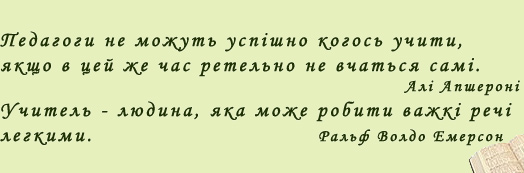 Педагоги не можуть успішно когось учити,
якщо в цей же час ретельно не вчаться самі.
Алі Апшероні
Учитель - людина, яка може робити важкі речі
легкими. Ральф Волдо Емерсон